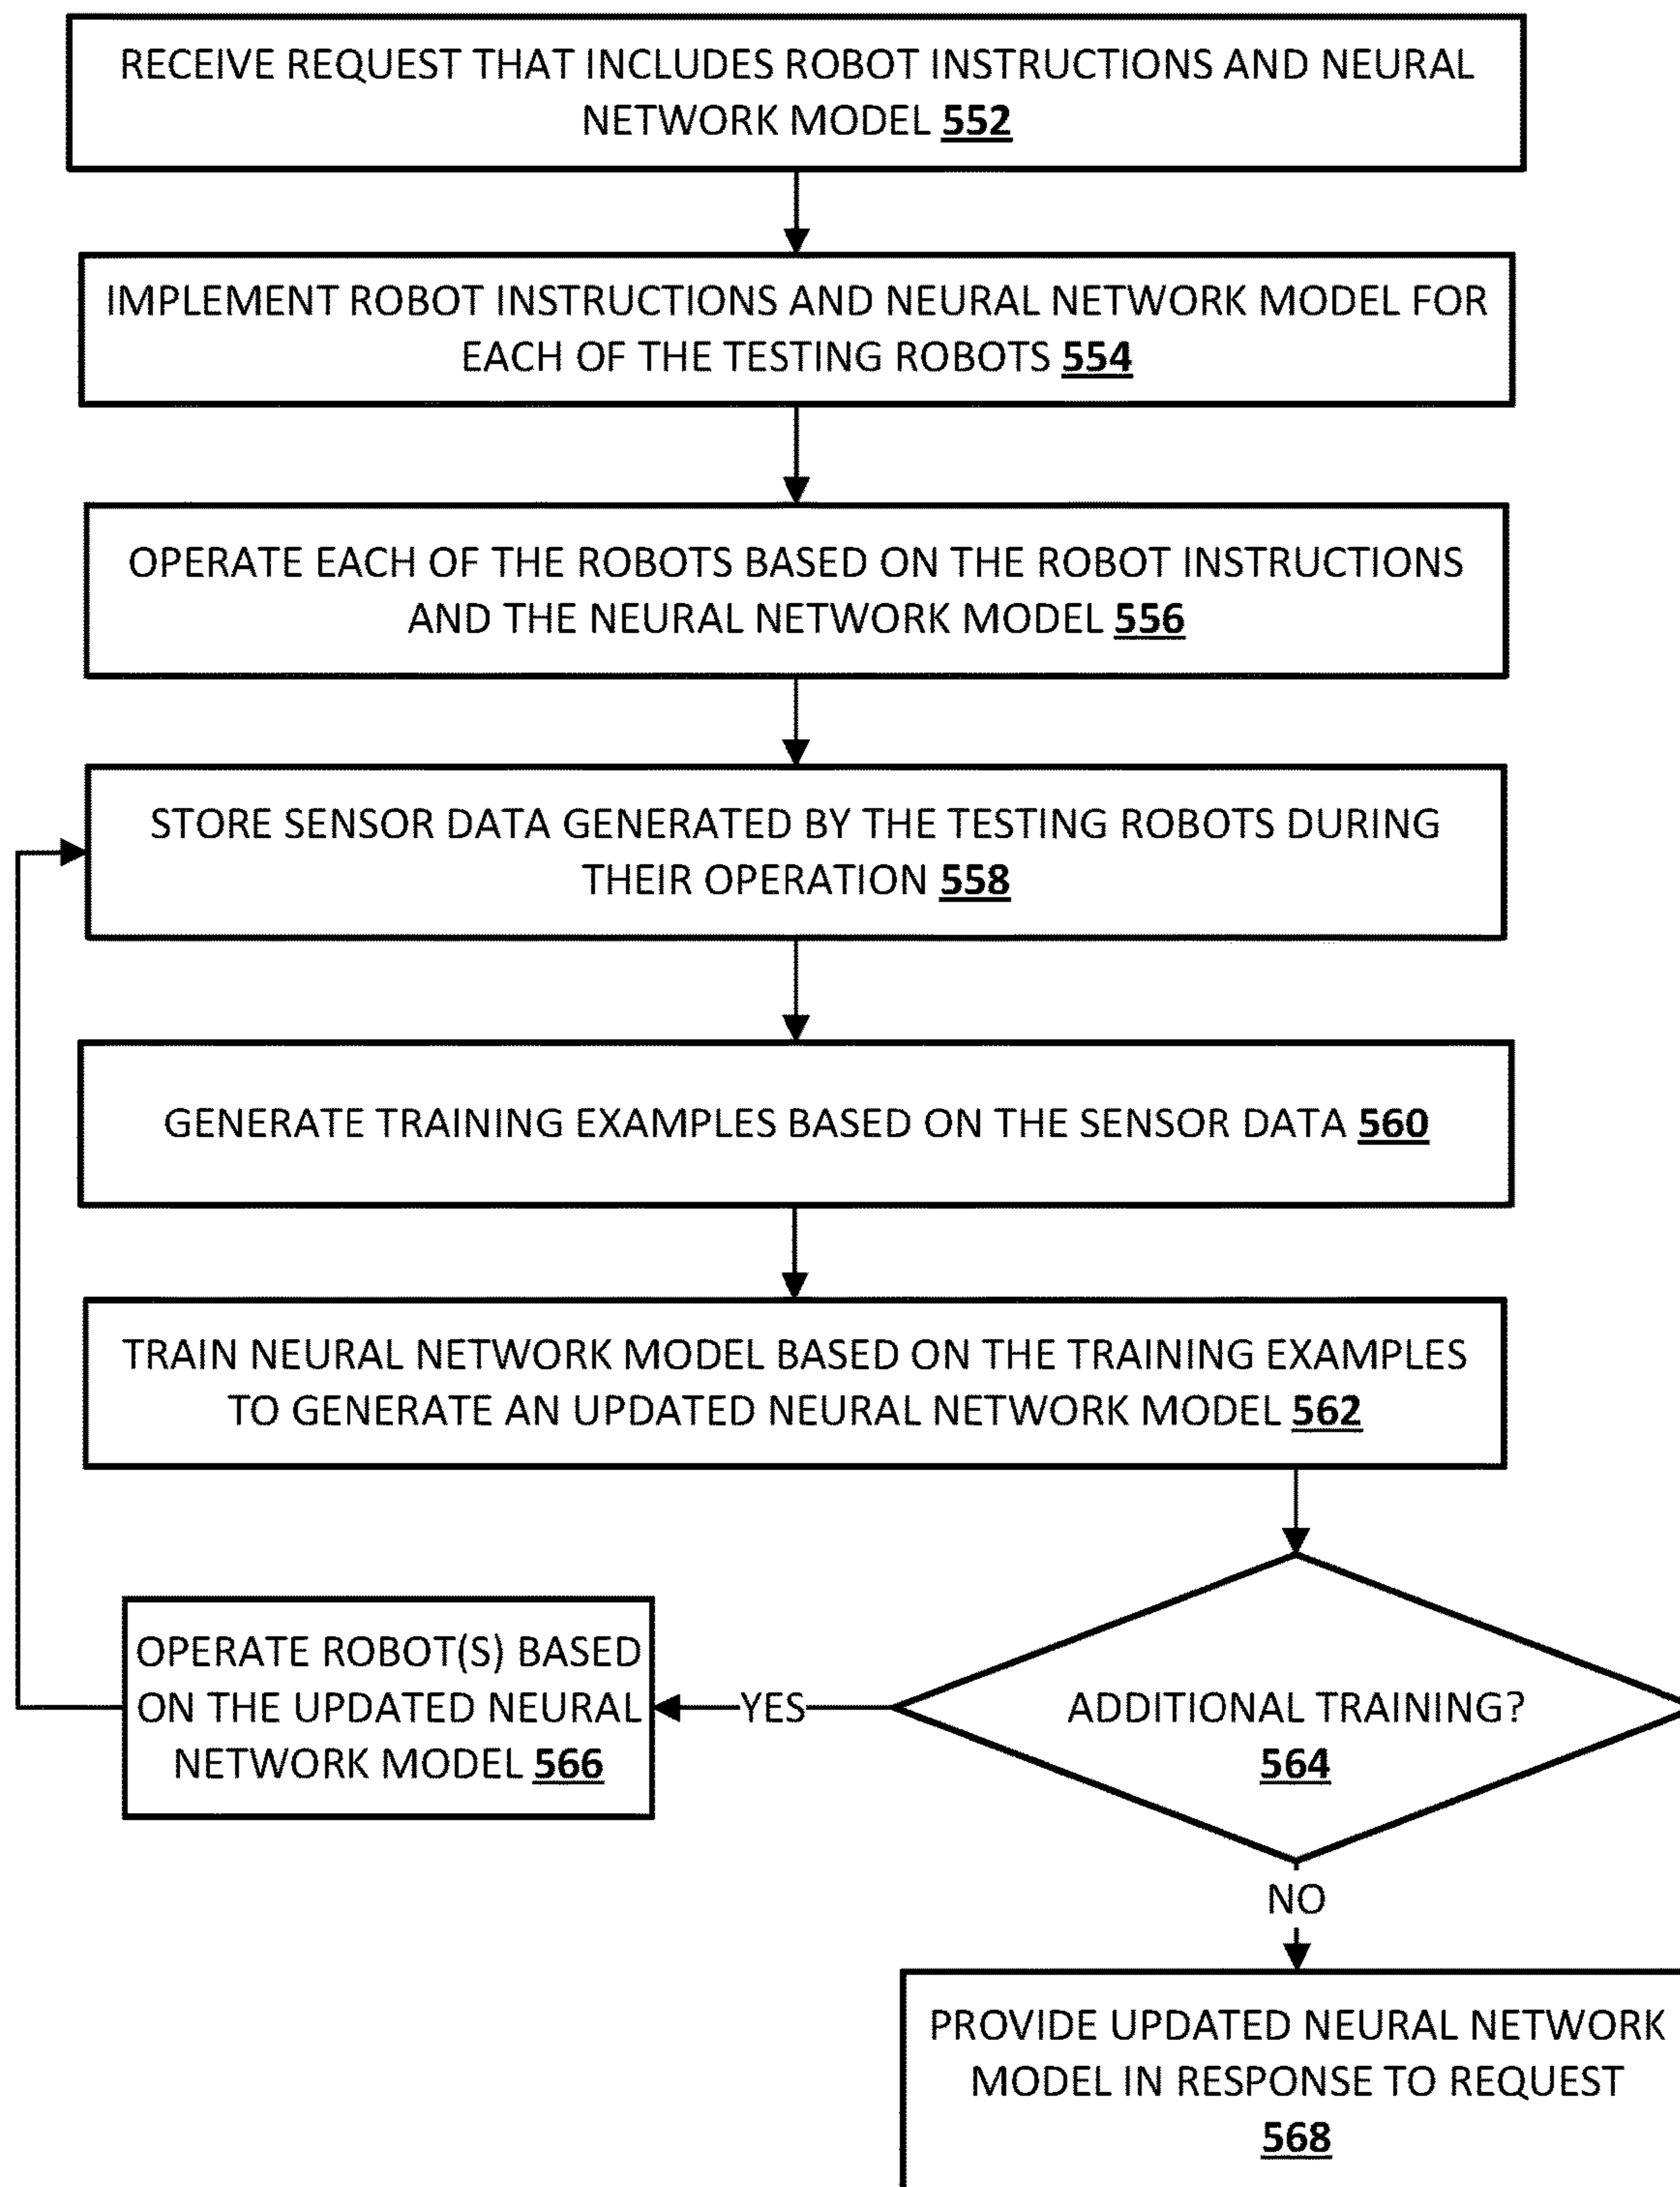 RECEIVE REQUEST THAT INCLUDES ROBOT INSTRUCTIONS AND NEURAL
NETWORK MODEL 552
IMPLEMENT ROBOT INSTRUCTIONS AND NEURAL NETWORK MODEL FOR
EACH OF THE TESTING ROBOTS 554
OPERATE EACH OF THE ROBOTS BASED ON THE ROBOT INSTRUCTIONS
AND THE NEURAL NETWORK MODEL 556
STORE SENSOR DATA GENERATED BY THE TESTING ROBOTS DURING
THEIR OPERATION 558
GENERATE TRAINING EXAMPLES BASED ON THE SENSOR DATA 560
TRAIN NEURAL NETWORK MODEL BASED ON THE TRAINING EXAMPLES
TO GENERATE AN UPDATED NEURAL NETWORK MODEL 562
ADDITIONAL TRAINING?
564
YES
OPERATE ROBOT(S) BASED
ON THE UPDATED NEURAL
NETWORK MODEL 566
NO
PROVIDE UPDATED NEURAL NETWORK
MODEL IN RESPONSE TO REQUEST
568